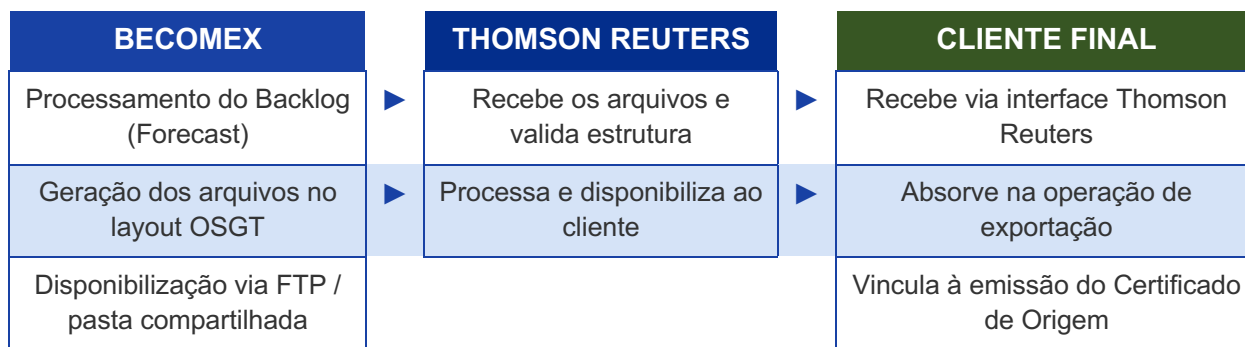 BECOMEX
THOMSON REUTERS
CLIENTE FINAL
Processamento do Backlog
(Forecast)
►
Recebe os arquivos e
valida estrutura
►
Recebe via interface Thomson
Reuters
Geração dos arquivos no
layout OSGT
►
Processa e disponibiliza ao
cliente
►
Absorve na operação de
exportação
Disponibilização via FTP /
pasta compartilhada
Vincula à emissão do Certificado
de Origem